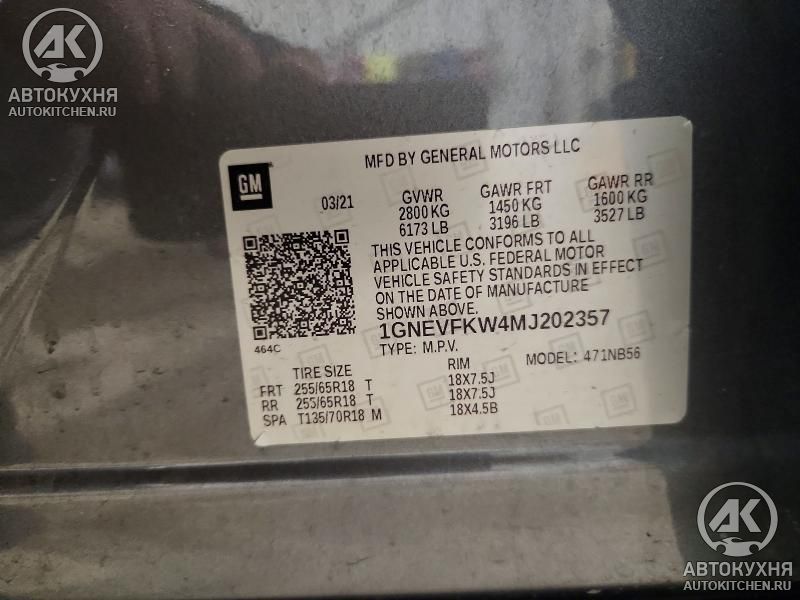 AK
АВТОКУХНЯ
AUTOKITCHEN.RU
MFD BY GENERAL MOTORS LLC
GM
03/21
GVWR GAWR FRT GAWR RR
2800 KG 1450 KG 1600 KG
6173 LB 3196 LB 3527 LB
THIS VEHICLE CONFORMS TO ALL
APPLICABLE U.S. FEDERAL MOTOR
VEHICLE SAFETY STANDARDS IN EFFECT
ON THE DATE OF MANUFACTURE
SHOWN ABOVE.
1GNEVFKW4MJ202357
464C
TYPE: M.P.V. MODEL: 471NB56
TIRE SIZE RIM
FRT 255/65R18 T 18X7.5J
RR 255/65R18 T 18X7.5J
SPA T135/70R18 M 18X4.5B
AK
АВТОКУХНЯ
AUTOKITCHEN.RU